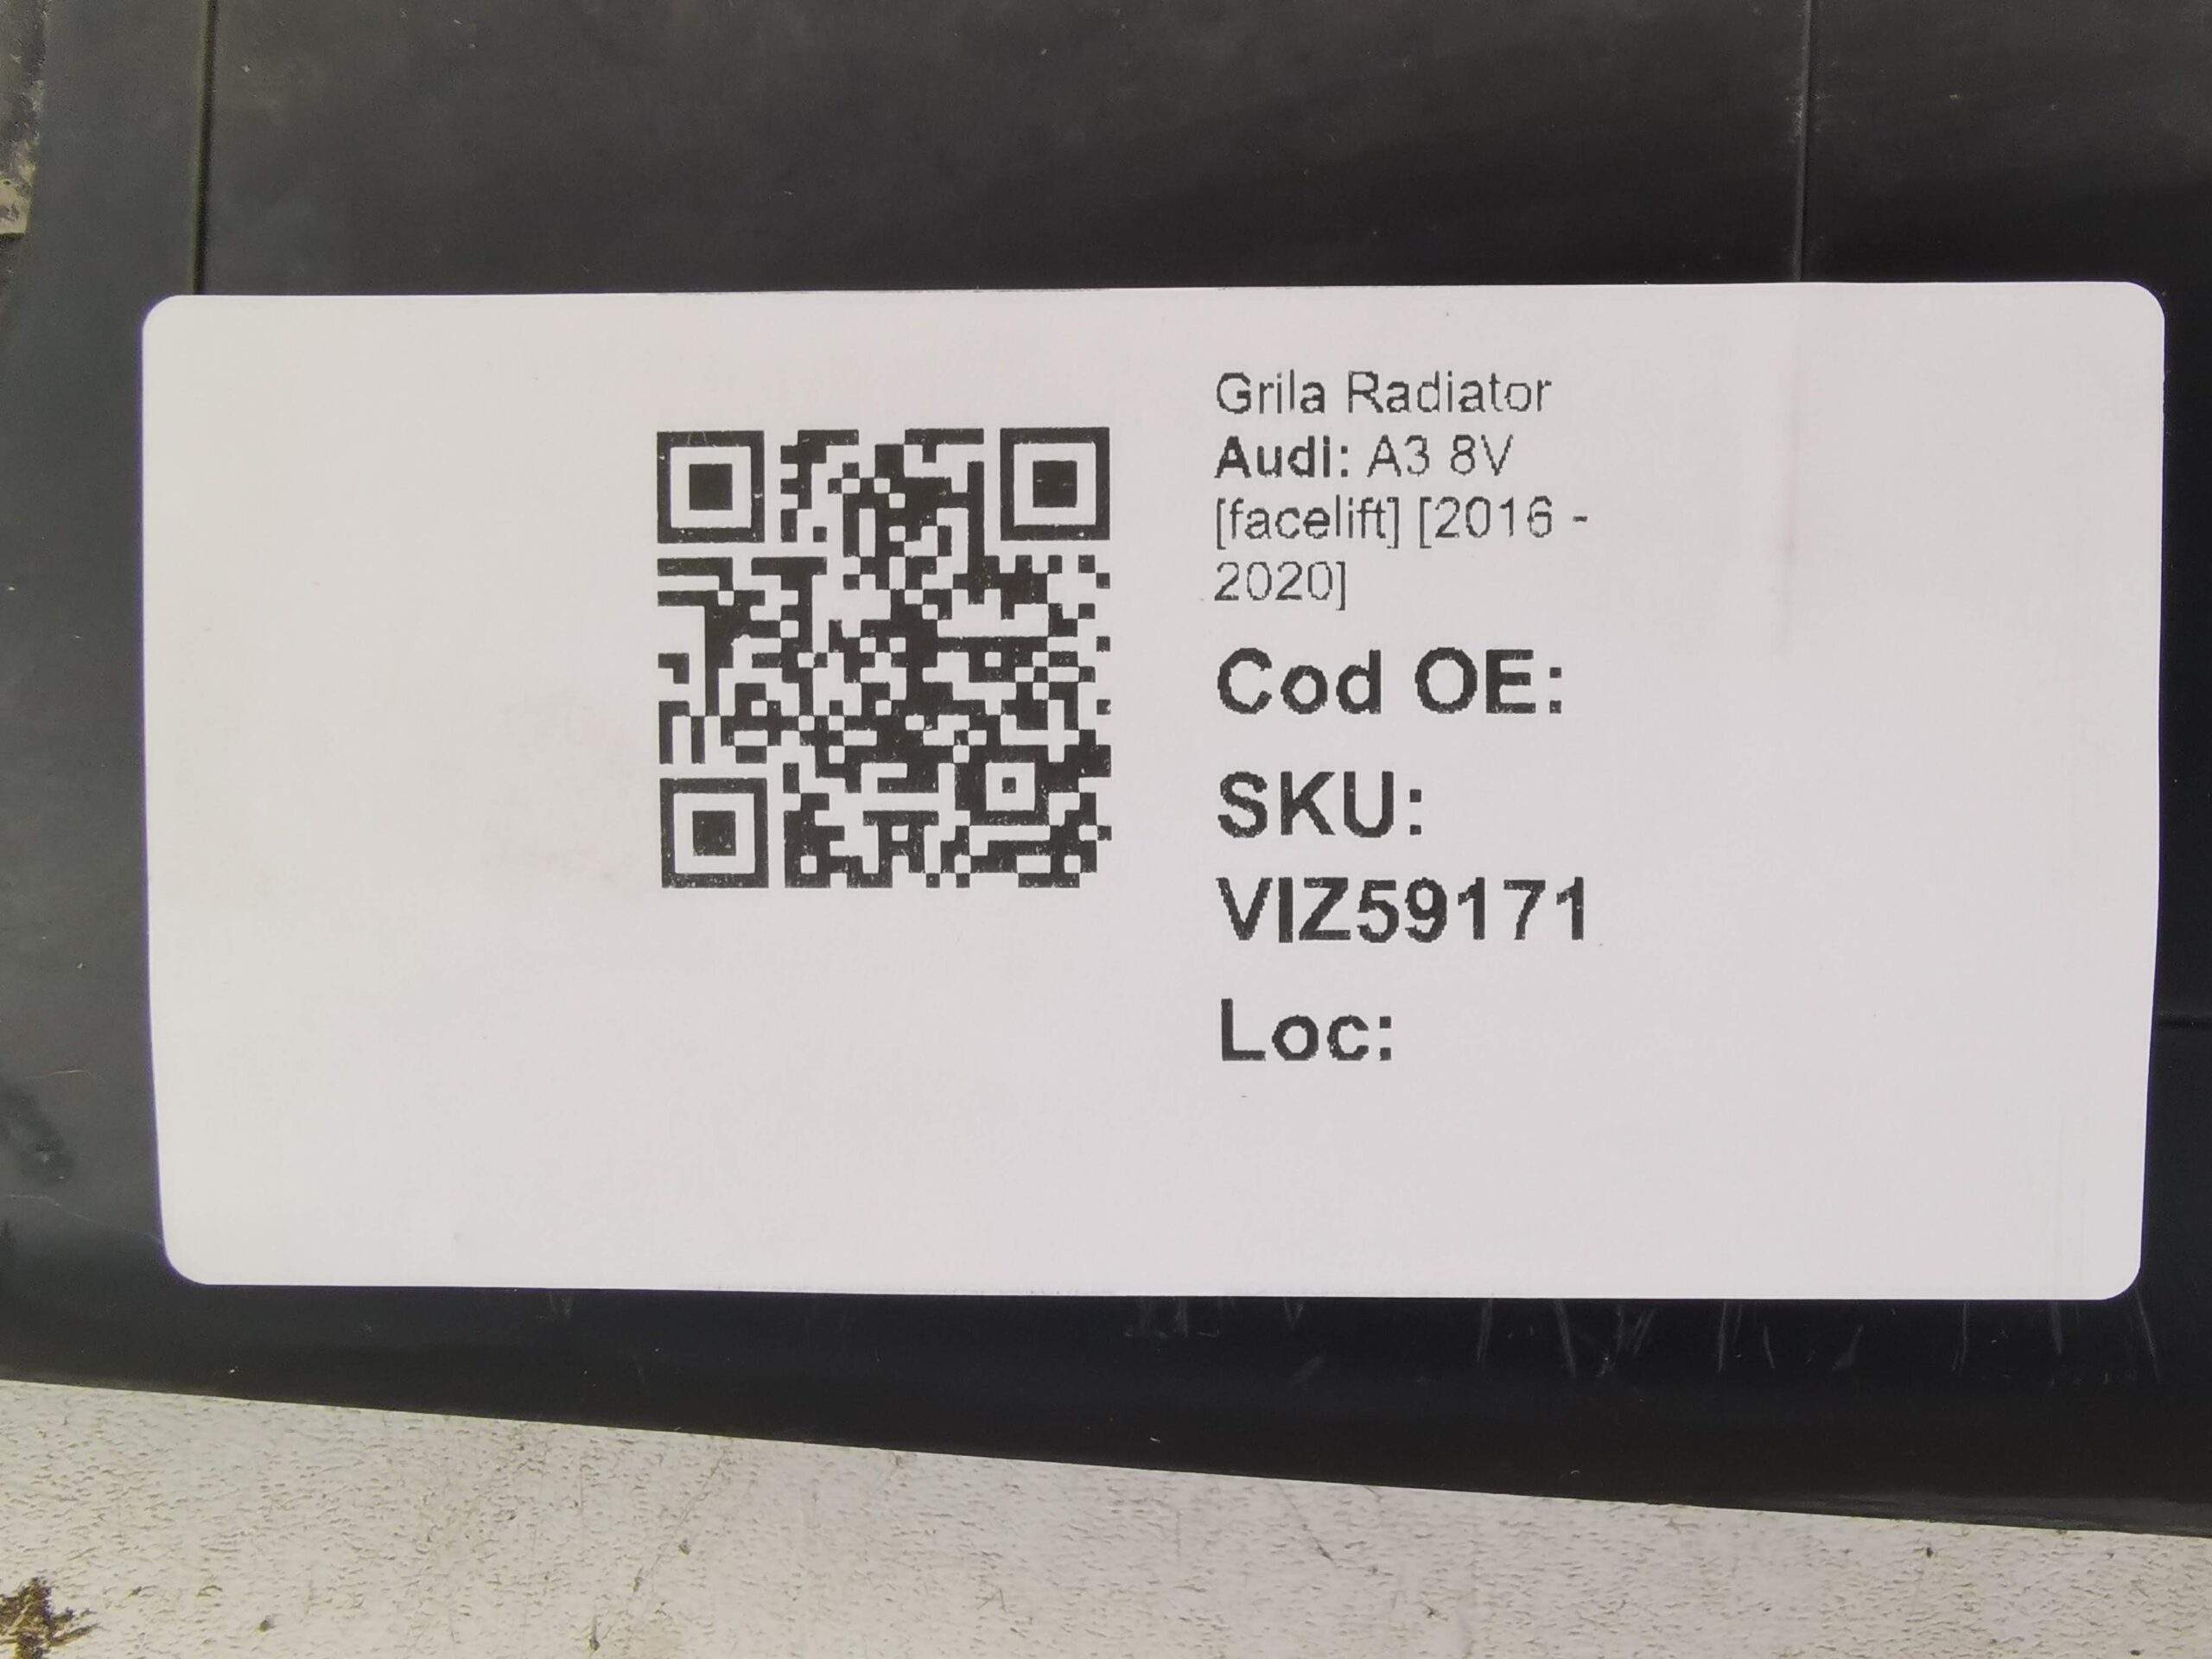 Grila Radiator
Audi: A3 8V
[facelift] [2016 -
2020]
Cod OE:
SKU:
VIZ59171
Loc: